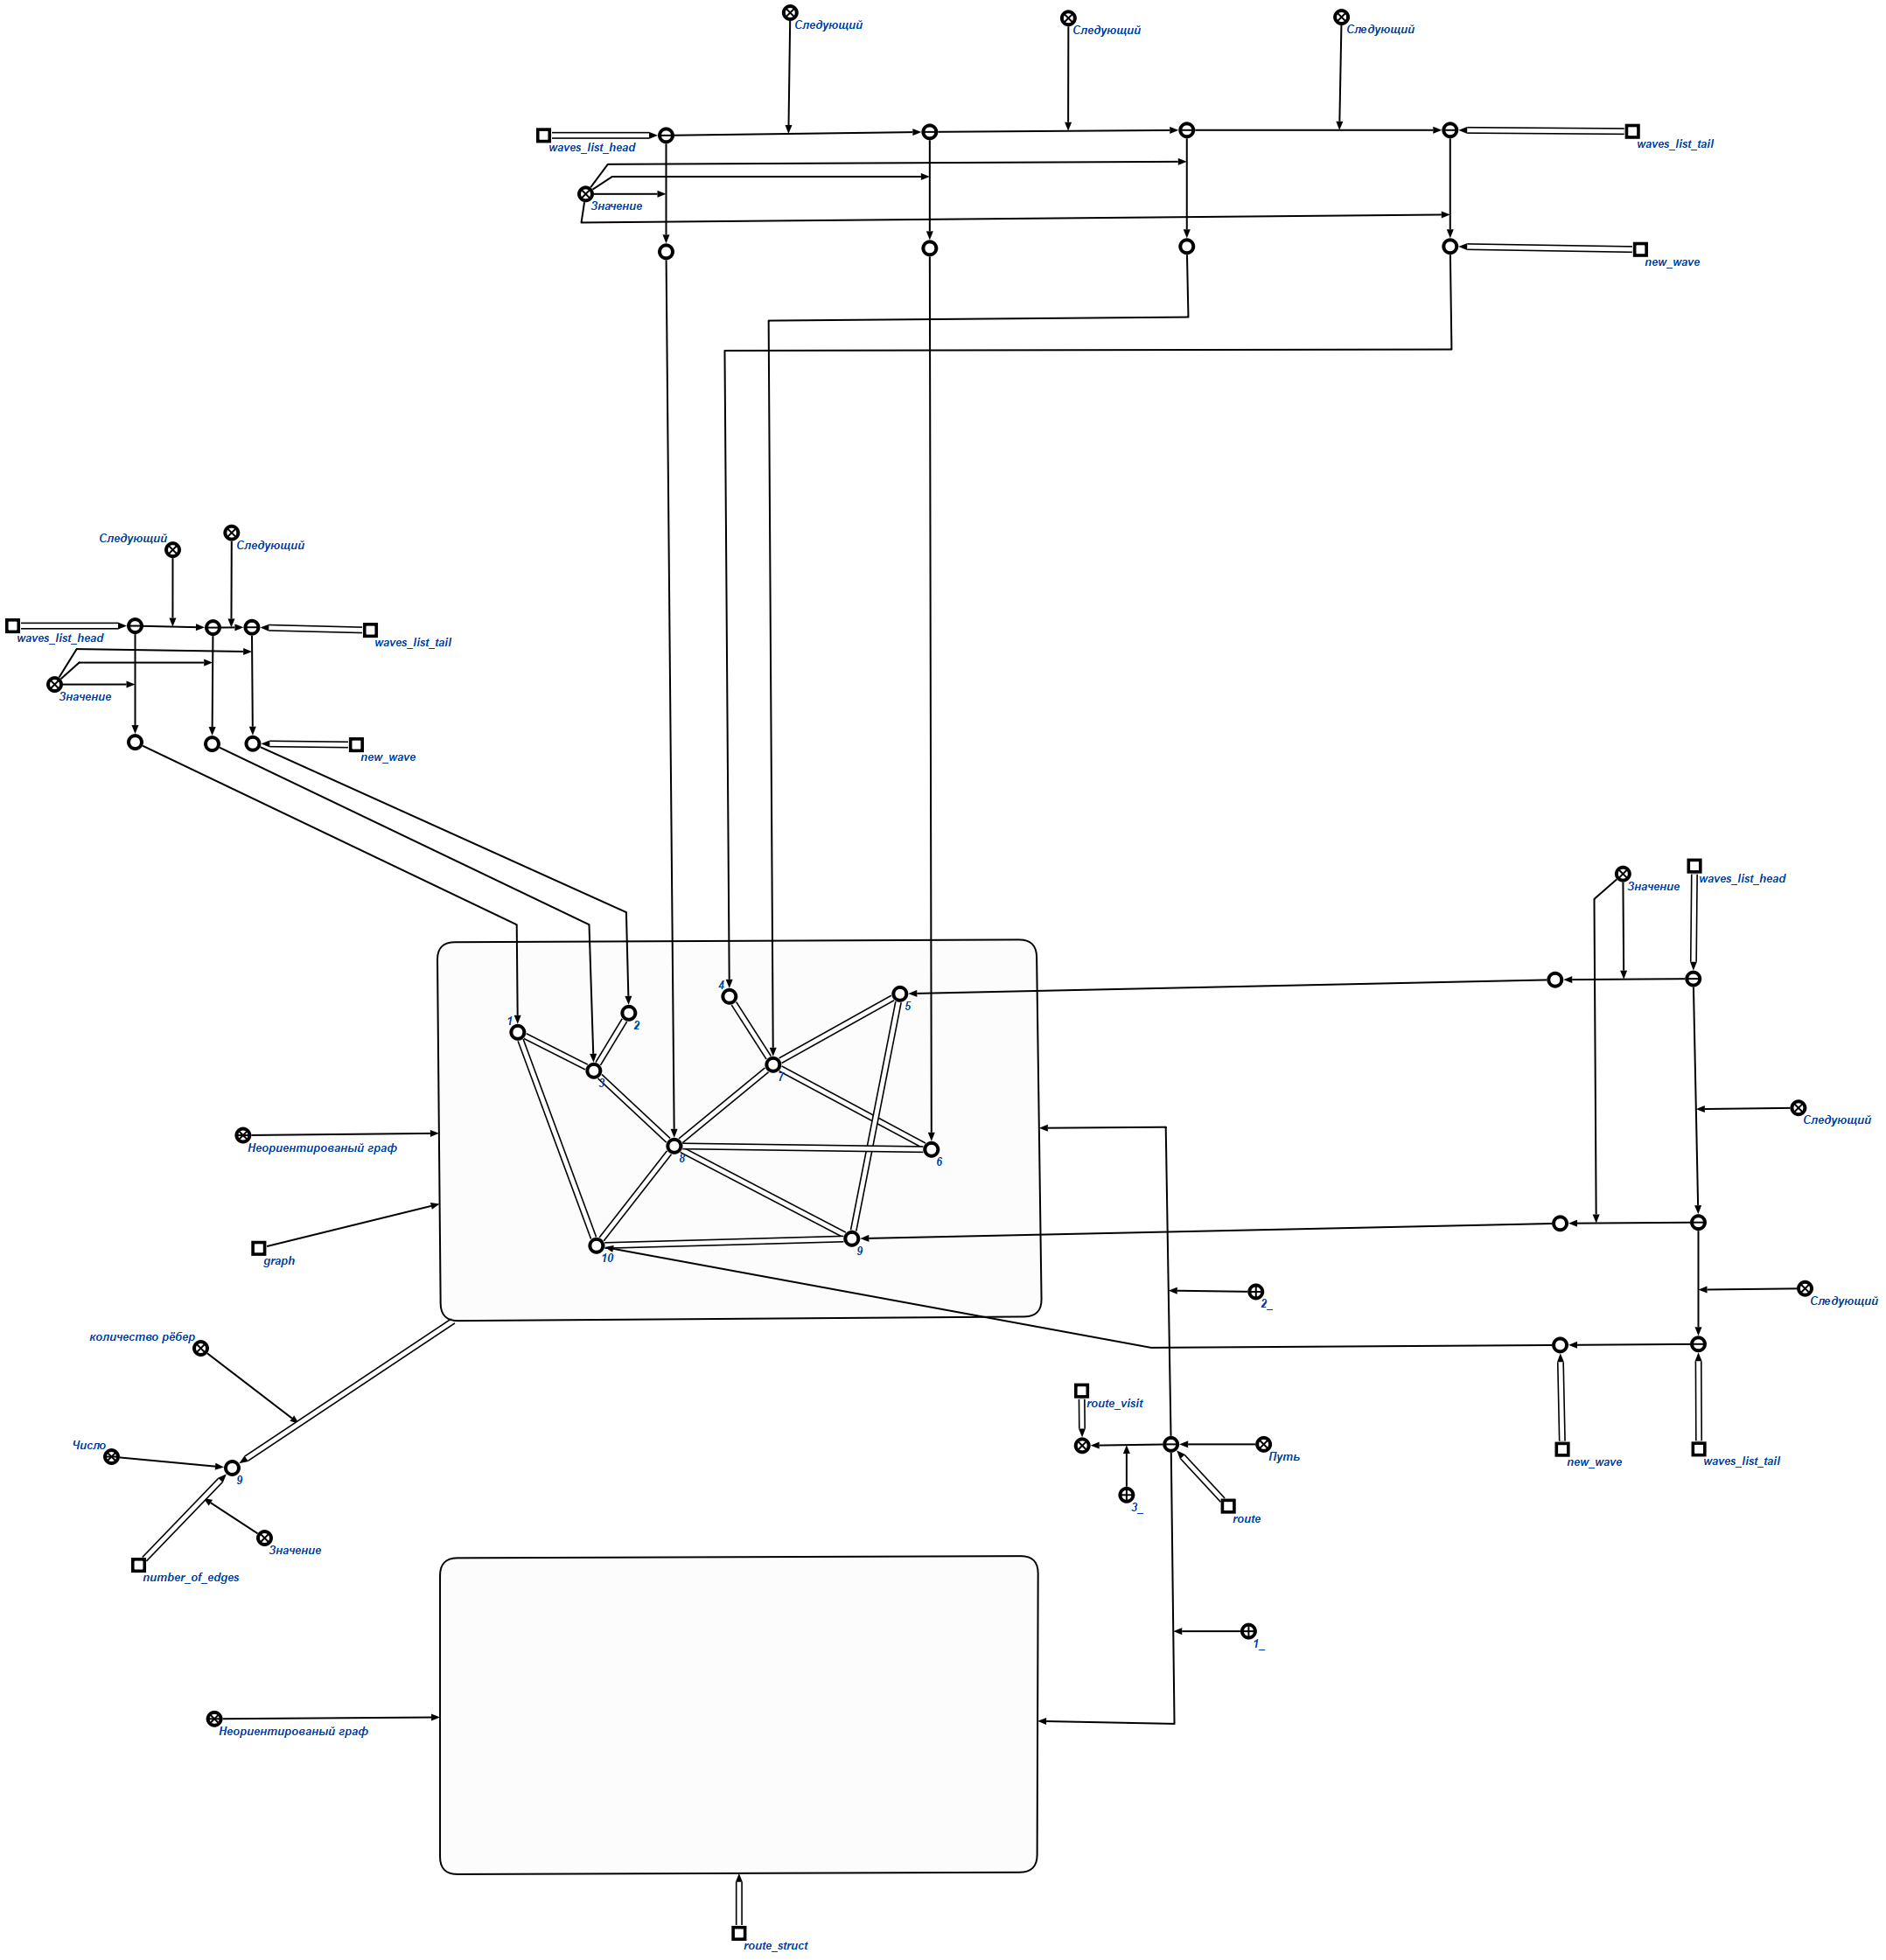 Следующий
Следующий
Следующий
waves_list_head
waves_list_tail
Значение
new_wave
Следующий
Следующий
waves_list_head
waves_list_tail
Значение
new_wave
Значение
waves_list_head
4
5
1
2
7
3
Следующий
Неориентированый граф
8
6
9
10
graph
2_
Следующий
количество рёбер
route_visit
Число
Путь
new_wave
waves_list_tail
9
3_
route
Значение
number_of_edges
1_
Неориентированый граф
route_struct